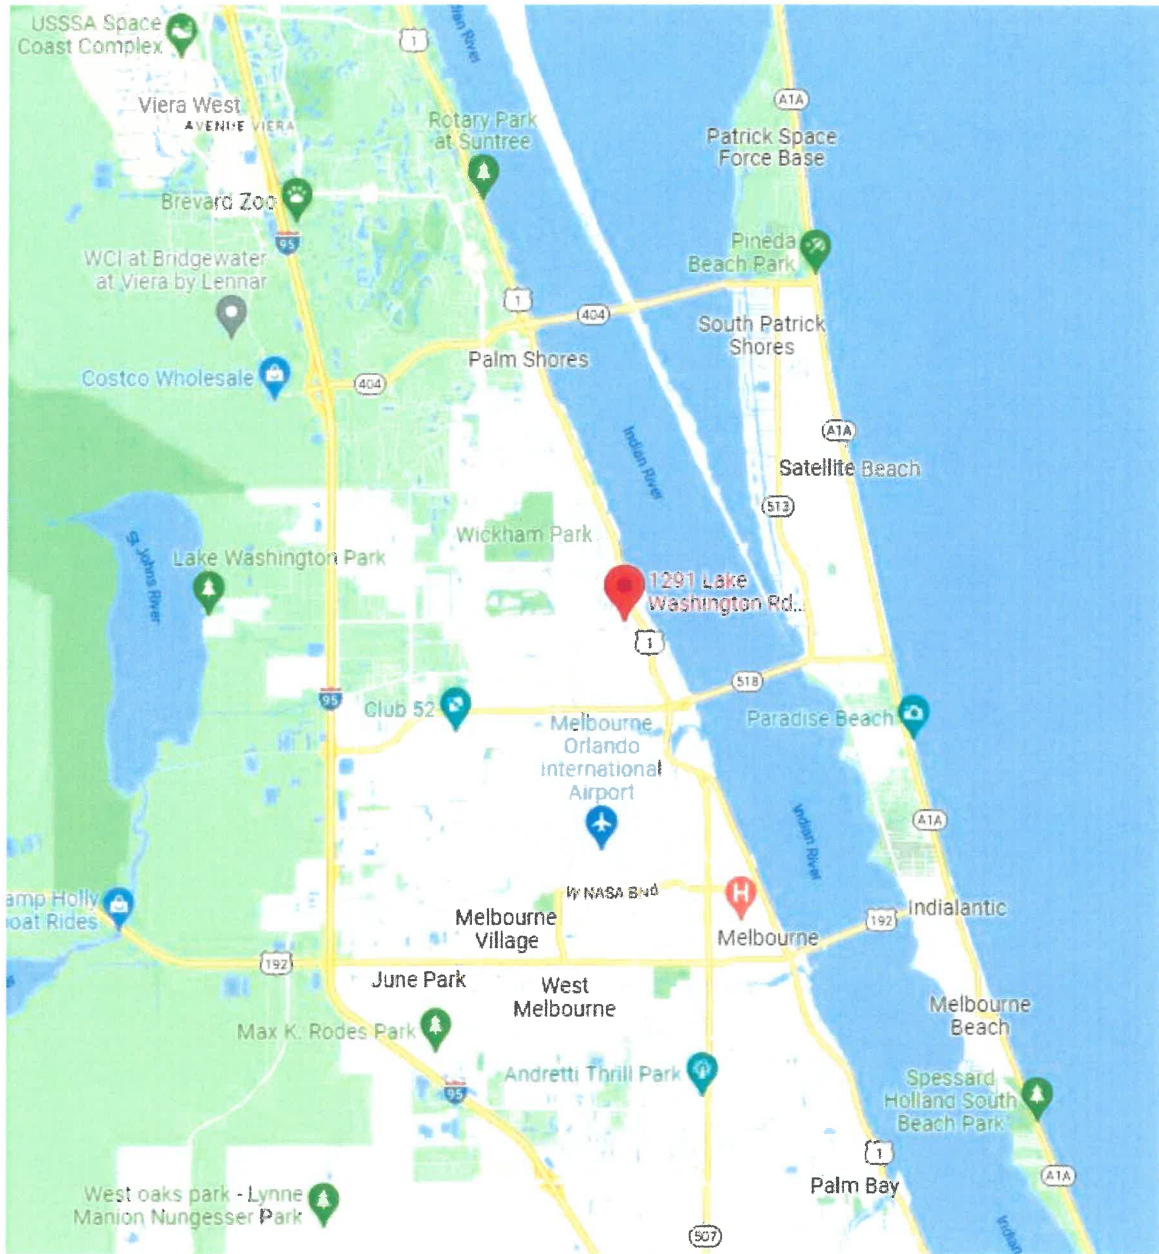 USSSA Space
Coast Complex
1
Indian River
Viera West
AVENUE VIERA
A1A
Rotary Park
at Suntree
Patrick Space
Force Base
Brevard Zoo
95
WCI at Bridgewater
at Viera by Lennar
Pineda
Beach Park
1
404
South Patrick
Shores
Palm Shores
Costco Wholesale
404
A1A
Indian River
Satellite Beach
513
Wickham Park
St Johns River
Lake Washington Park
1291 Lake
Washington Rd...
1
518
95
Club 52
Paradise Beach
Melbourne
Orlando
International
Airport
A1A
Indian River
W NASA Blvd
H
amp Holly
oat Rides
Melbourne
Village
192
Indialantic
Melbourne
192
June Park
West
Melbourne
Melbourne
Beach
Max K. Rodes Park
Andretti Thrill Park
95
Spessard
Holland South
Beach Park
1
A1A
Palm Bay
West oaks park - Lynne
Manion Nungesser Park
507
Indian